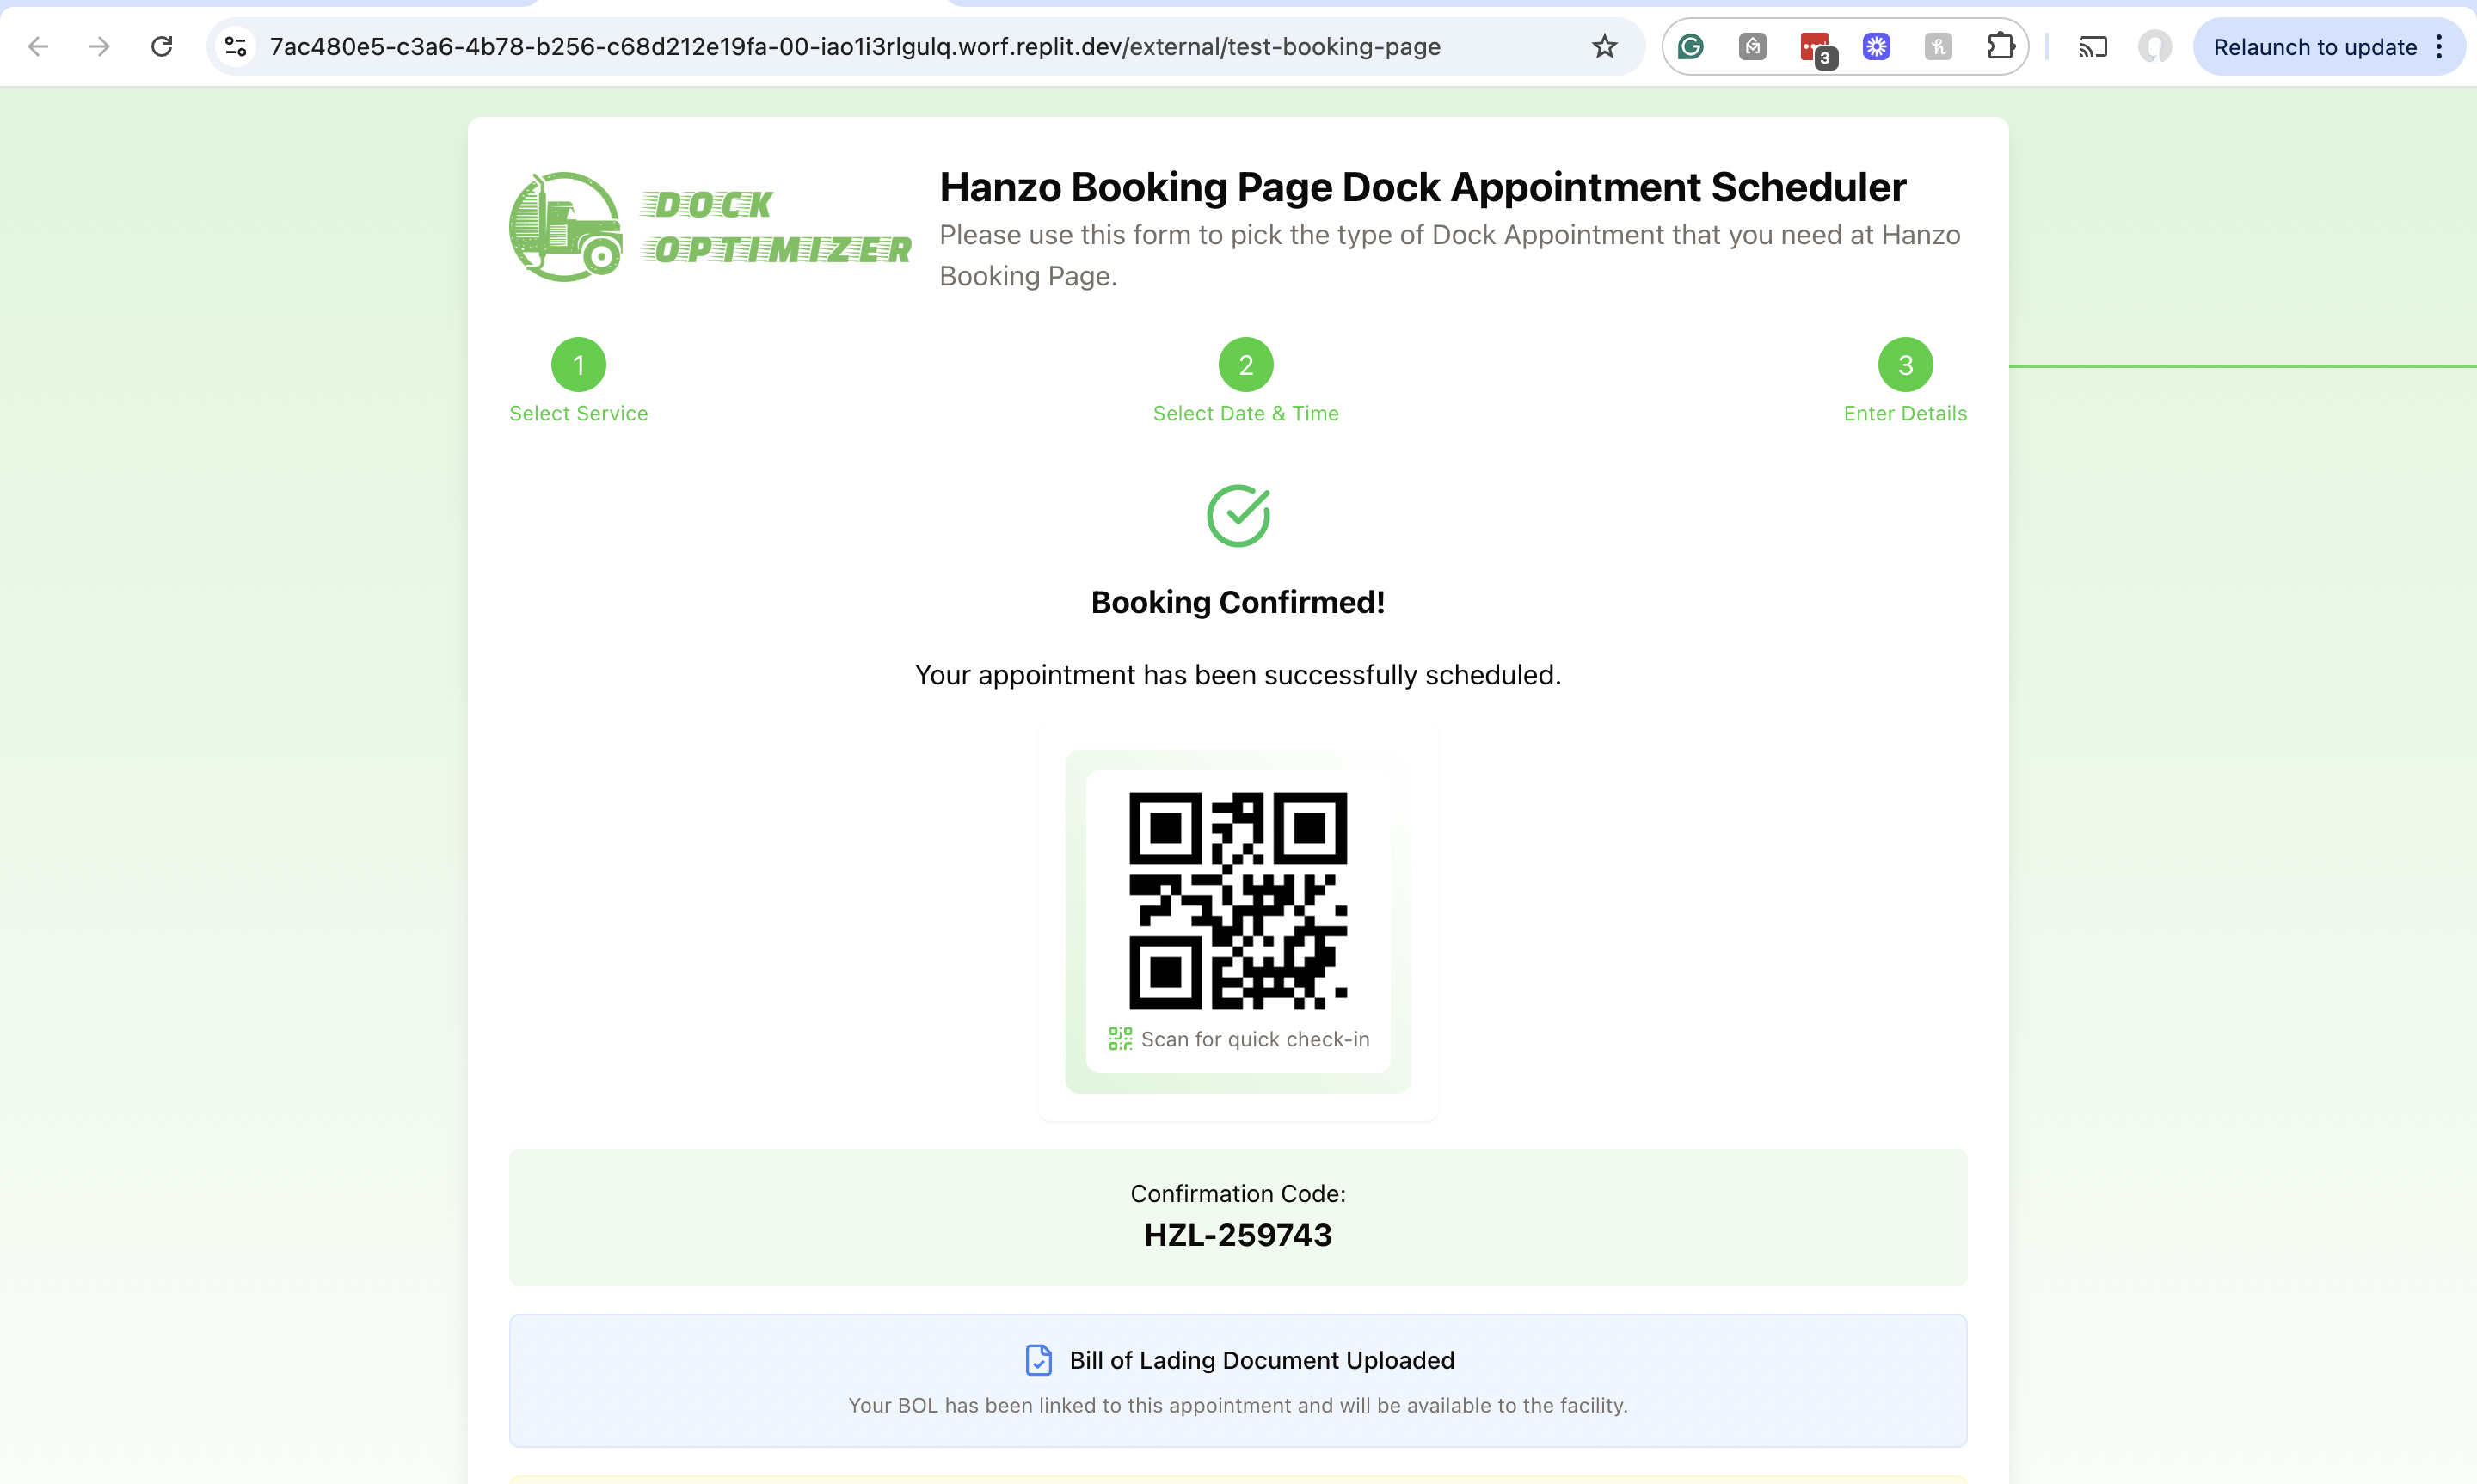 7ac480e5-c3a6-4b78-b256-c68d212e19fa-00-iao1i3rlgulq.worf.replit.dev/external/test-booking-page
3
Relaunch to update
DOCK
OPTIMIZER
Hanzo Booking Page Dock Appointment Scheduler
Please use this form to pick the type of Dock Appointment that you need at Hanzo
Booking Page.
1
Select Service
2
Select Date & Time
3
Enter Details
Booking Confirmed!
Your appointment has been successfully scheduled.
Scan for quick check-in
Confirmation Code:
HZL-259743
Bill of Lading Document Uploaded
Your BOL has been linked to this appointment and will be available to the facility.